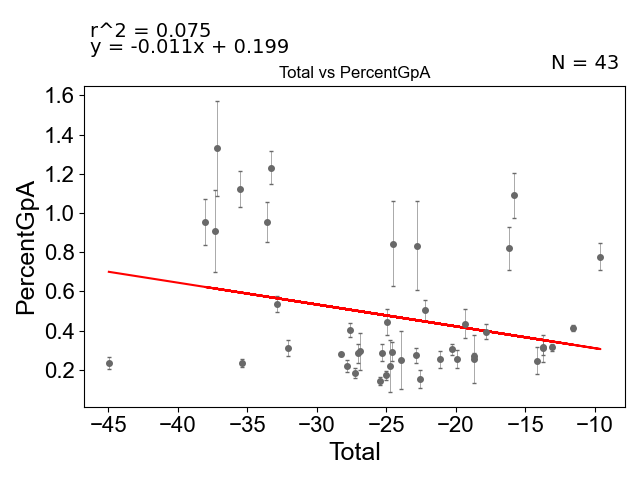 r^2 = 0.075
y = -0.011x + 0.199
N = 43
Total vs PercentGpA
PercentGpA
1.6
1.4
1.2
1.0
0.8
0.6
0.4
0.2
−45 −40 −35 −30 −25 −20 −15 −10
Total